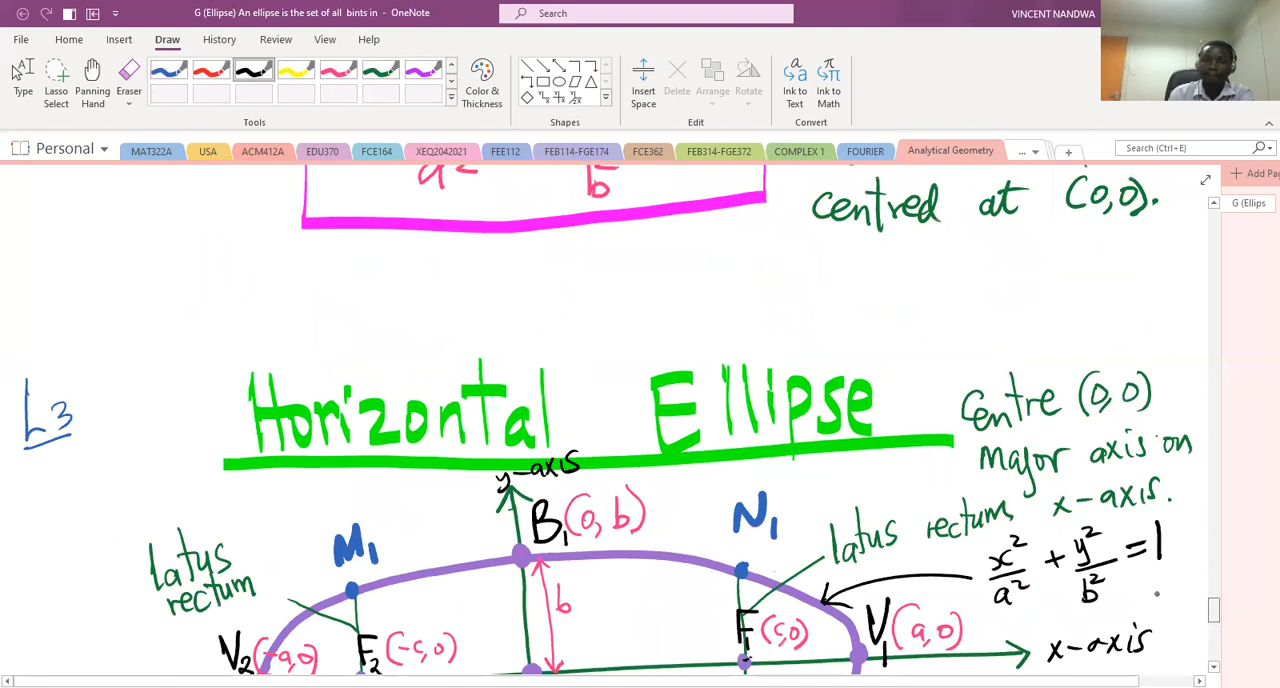 G (Ellipse) An ellipse is the set of all bints in - OneNote
Search
VINCENT NANDWA
File Home Insert Draw History Review View Help
Type Lasso Select Panning Hand Eraser Color & Thickness Insert Space Delete Arrange Rotate Ink to Text Ink to Math
Tools Shapes Edit Convert
Personal MAT322A USA ACM412A EDU370 FCE164 XEQ2042021 FEE112 FEB114-FGE174 FCE362 FEB314-FGE372 COMPLEX 1 FOURIER Analytical Geometry ... + Search (Ctrl+E)
+ Add Pag
G (Ellips
b
centred at (0,0).
L3
Horizontal Ellipse
Centre (0,0)
major axis on
x-axis.
y-axis
B₁(0, b)
M₁
N₁
latus rectum
latus
rectum
x²/a² + y²/b² = 1
b
V₂(-a,0)
F₂(-c,0)
F₁(c,0)
V₁(a,0)
x-axis